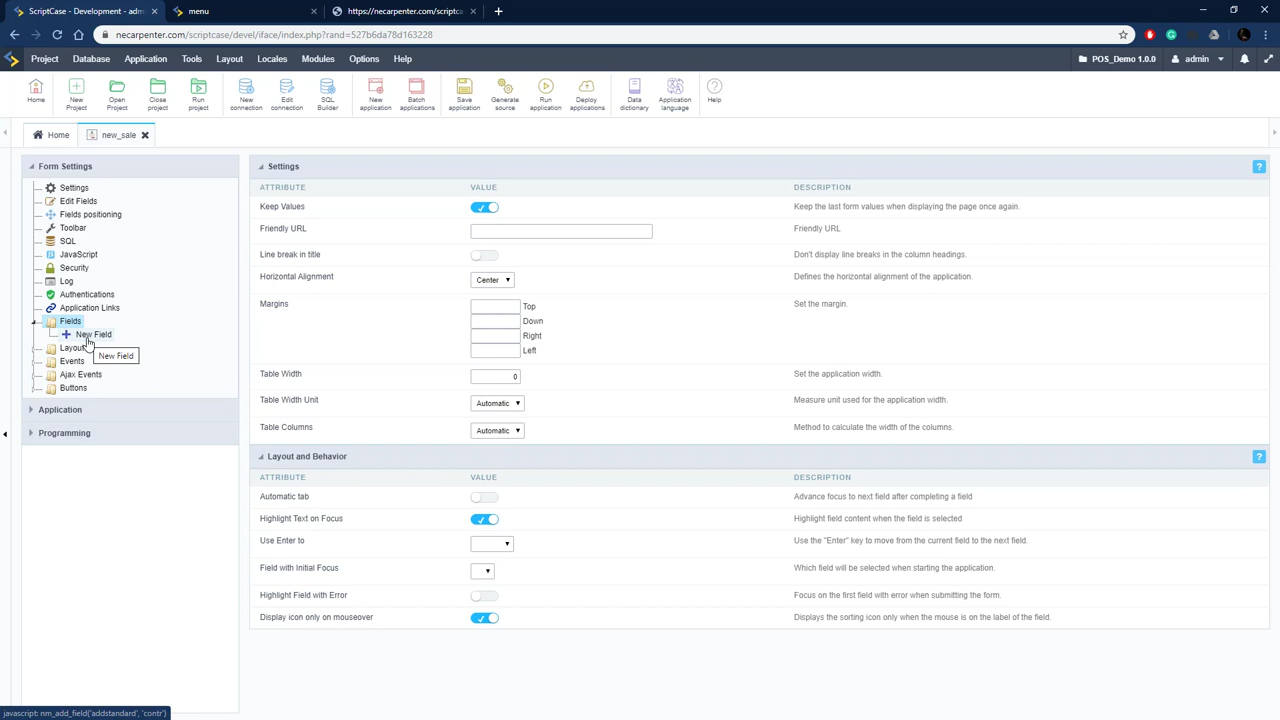 ScriptCase - Development - adm
menu
https://necarpenter.com/scriptca
necarpenter.com/scriptcase/devel/iface/index.php?rand=527b6da78d163228
Project Database Application Tools Layout Locales Modules Options Help
POS_Demo 1.0.0 admin
Home
New Project
Open Project
Close project
Run project
New connection
Edit connection
SQL Builder
New application
Batch applications
Save application
Generate source
Run application
Deploy applications
Data dictionary
Application language
Help
Home new_sale
Form Settings
Settings
Edit Fields
Fields positioning
Toolbar
SQL
JavaScript
Security
Log
Authentications
Application Links
Fields
New Field
Layout
New Field
Events
Ajax Events
Buttons
Application
Programming
Settings ?
ATTRIBUTE VALUE DESCRIPTION
Keep Values Keep the last form values when displaying the page once again.
Friendly URL Friendly URL
Line break in title Don't display line breaks in the column headings.
Horizontal Alignment Center Defines the horizontal alignment of the application.
Margins Top Set the margin.
Down
Right
Left
Table Width 0 Set the application width.
Table Width Unit Automatic Measure unit used for the application width.
Table Columns Automatic Method to calculate the width of the columns.
Layout and Behavior ?
ATTRIBUTE VALUE DESCRIPTION
Automatic tab Advance focus to next field after completing a field
Highlight Text on Focus Highlight field content when the field is selected
Use Enter to Use the "Enter" key to move from the current field to the next field.
Field with Initial Focus Which field will be selected when starting the application.
Highlight Field with Error Focus on the first field with error when submitting the form.
Display icon only on mouseover Displays the sorting icon only when the mouse is on the label of the field.
javascript: nm_add_field('addstandard', 'contr')